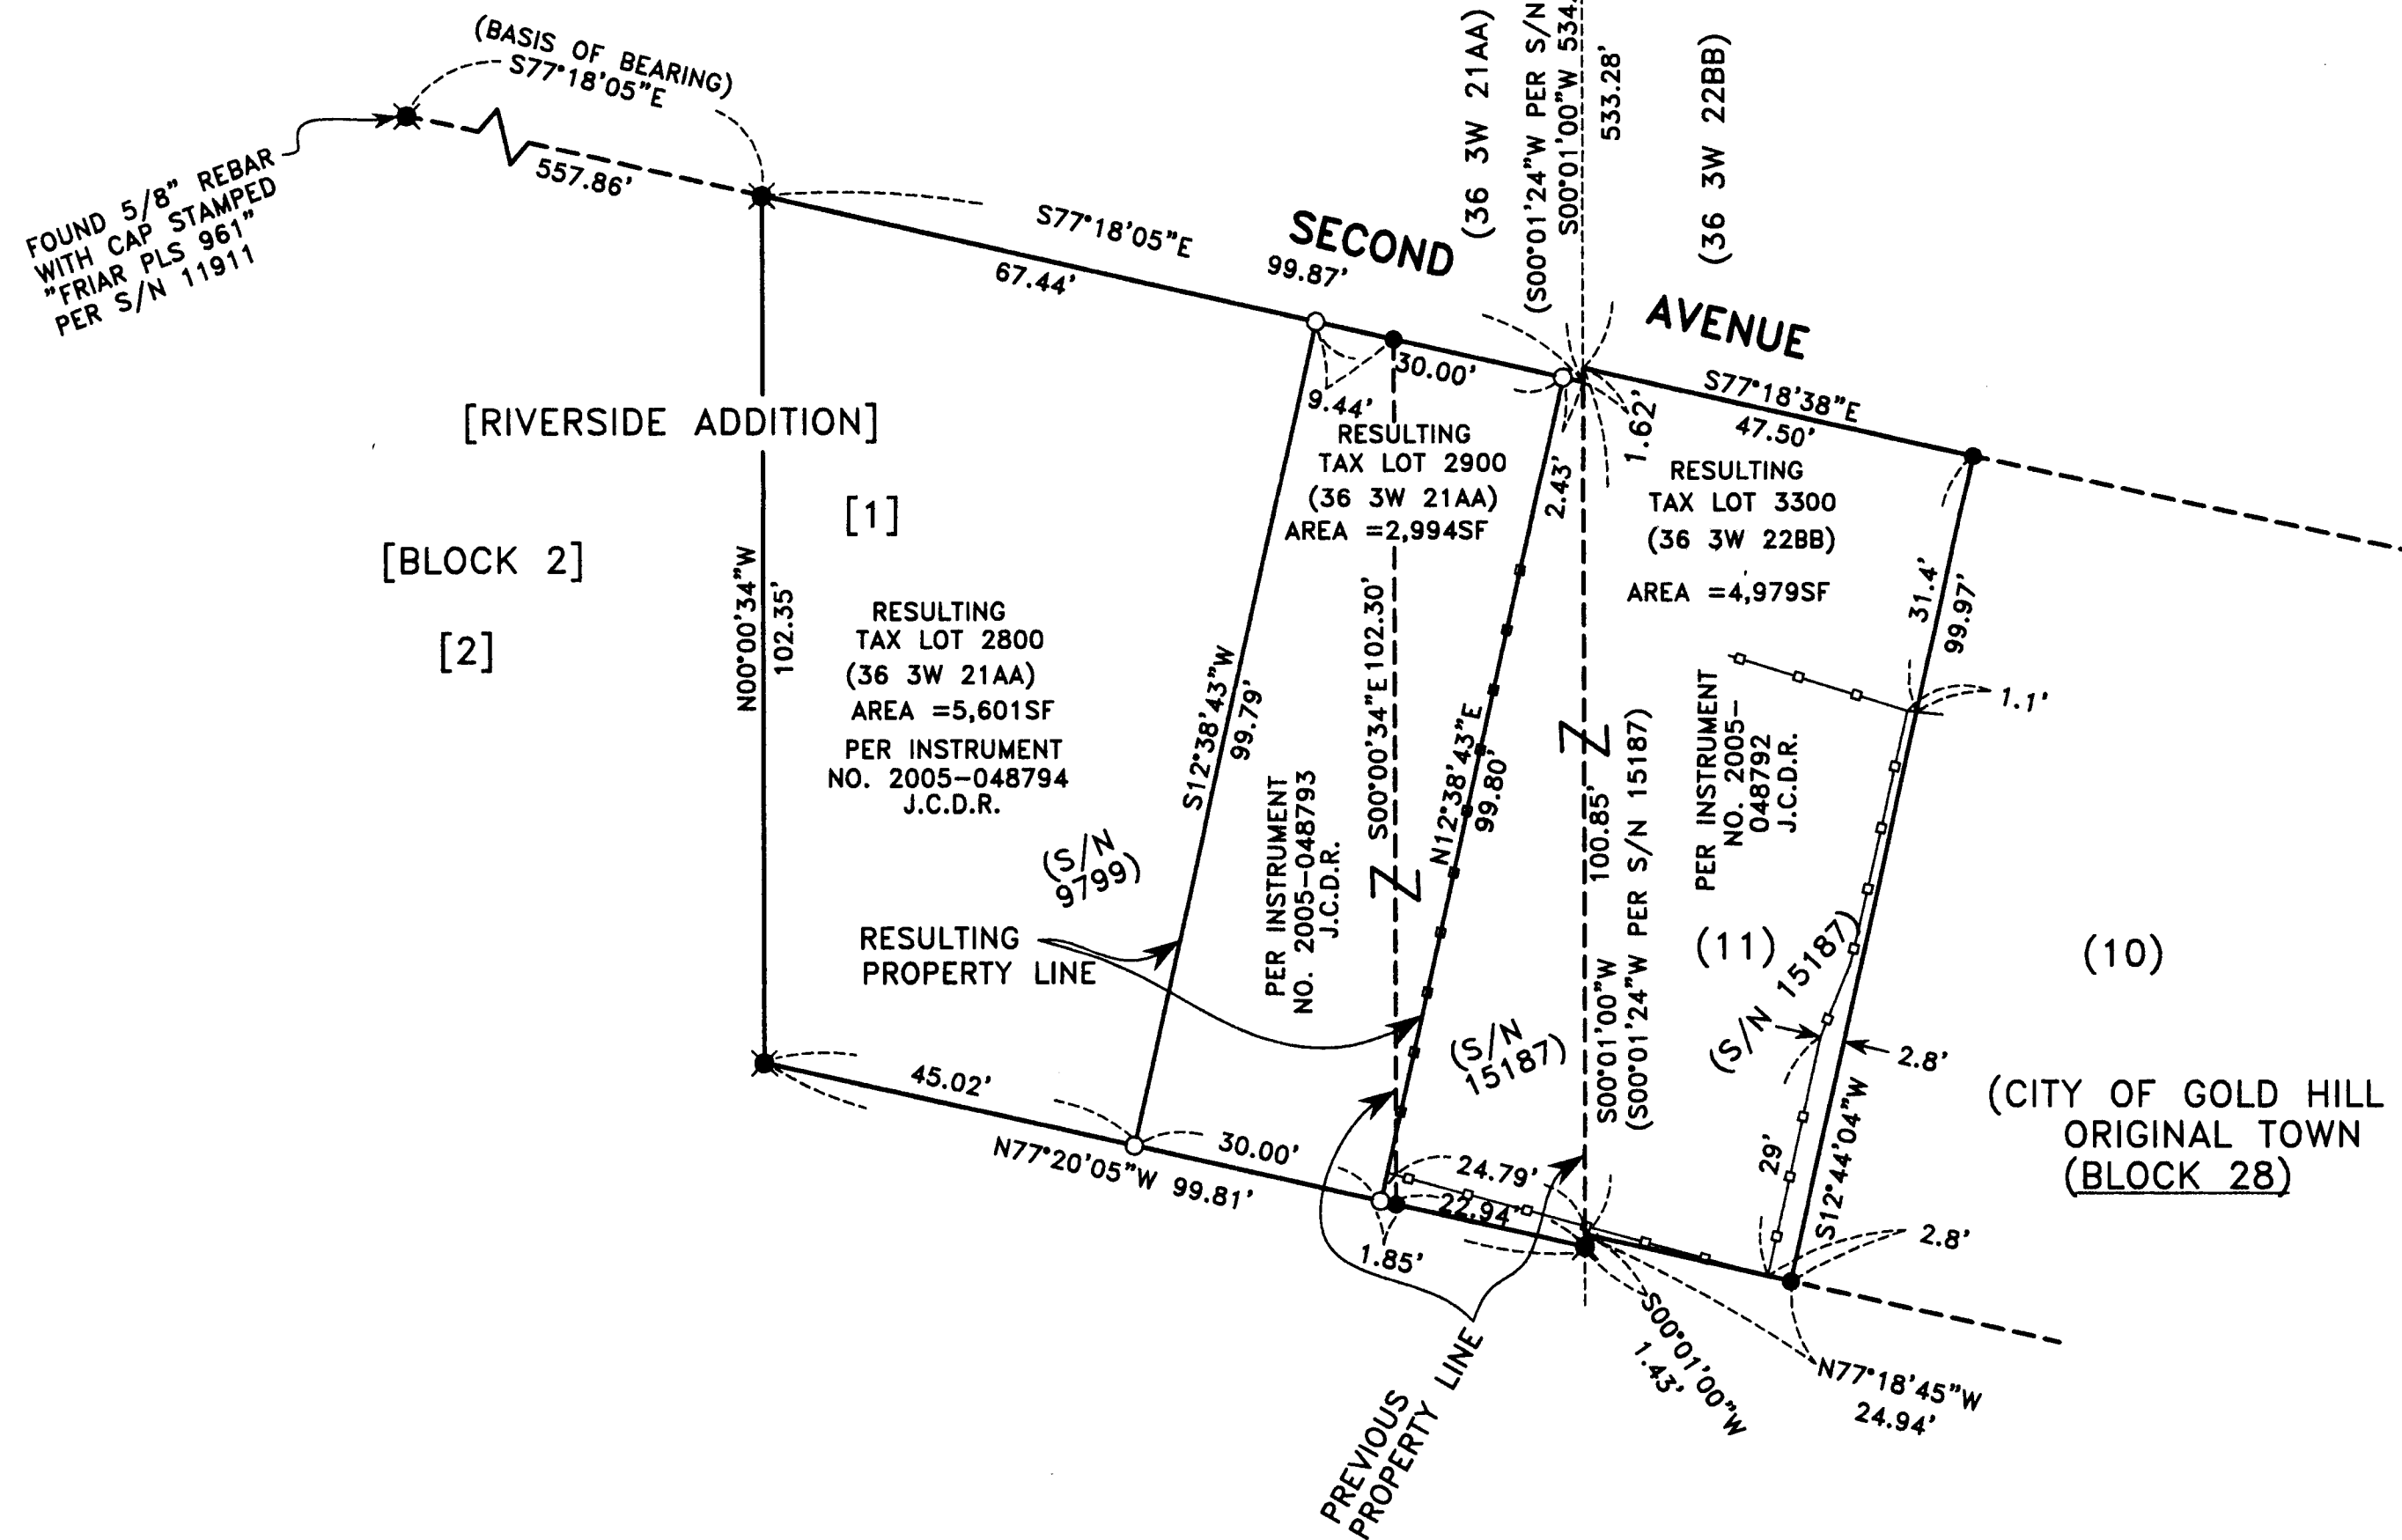 (BASIS OF BEARING)
S77°18'05"E
557.86'
FOUND 5/8" REBAR
WITH CAP STAMPED
"FRIAR PLS 961"
PER S/N 11911
S77°18'05"E
67.44'
99.87'
SECOND
AVENUE
(36 3W 21AA)
(S00°01'24"W PER S/N
S00°01'00"W 534.
533.28'
(36 3W 22BB)
30.00'
9.44'
S77°18'38"E
47.50'
1.62'
2.43'
[RIVERSIDE ADDITION]
[1]
[BLOCK 2]
[2]
N00°00'34"W
102.35'
RESULTING
TAX LOT 2800
(36 3W 21AA)
AREA =5,601SF
PER INSTRUMENT
NO. 2005-048794
J.C.D.R.
S12°38'43"W
99.79'
RESULTING
TAX LOT 2900
(36 3W 21AA)
AREA =2,994SF
PER INSTRUMENT
NO. 2005-048793
J.C.D.R.
S00°00'34"E 102.30'
N12°38'43"E
99.80'
RESULTING
TAX LOT 3300
(36 3W 22BB)
AREA =4,979SF
PER INSTRUMENT
NO. 2005-
048792
J.C.D.R.
S00°01'00"W 100.85'
(S00°01'24"W PER S/N 15187)
31.4'
99.97'
1.1'
(S/N
9799)
RESULTING
PROPERTY LINE
(S/N
15187)
(11)
(S/N 15187)
2.8'
(10)
S12°44'04"W
29'
2.8'
(CITY OF GOLD HILL
ORIGINAL TOWN
(BLOCK 28)
45.02'
30.00'
N77°20'05"W 99.81'
24.79'
22.94'
1.85'
S00°01'00"W
1.43'
N77°18'45"W
24.94'
PREVIOUS
PROPERTY LINE